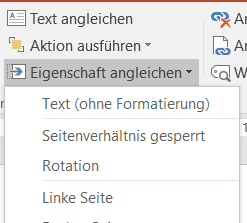 Text angleichen
Aktion ausführen
Eigenschaft angleichen
Text (ohne Formatierung)
Seitenverhältnis gesperrt
Rotation
Linke Seite